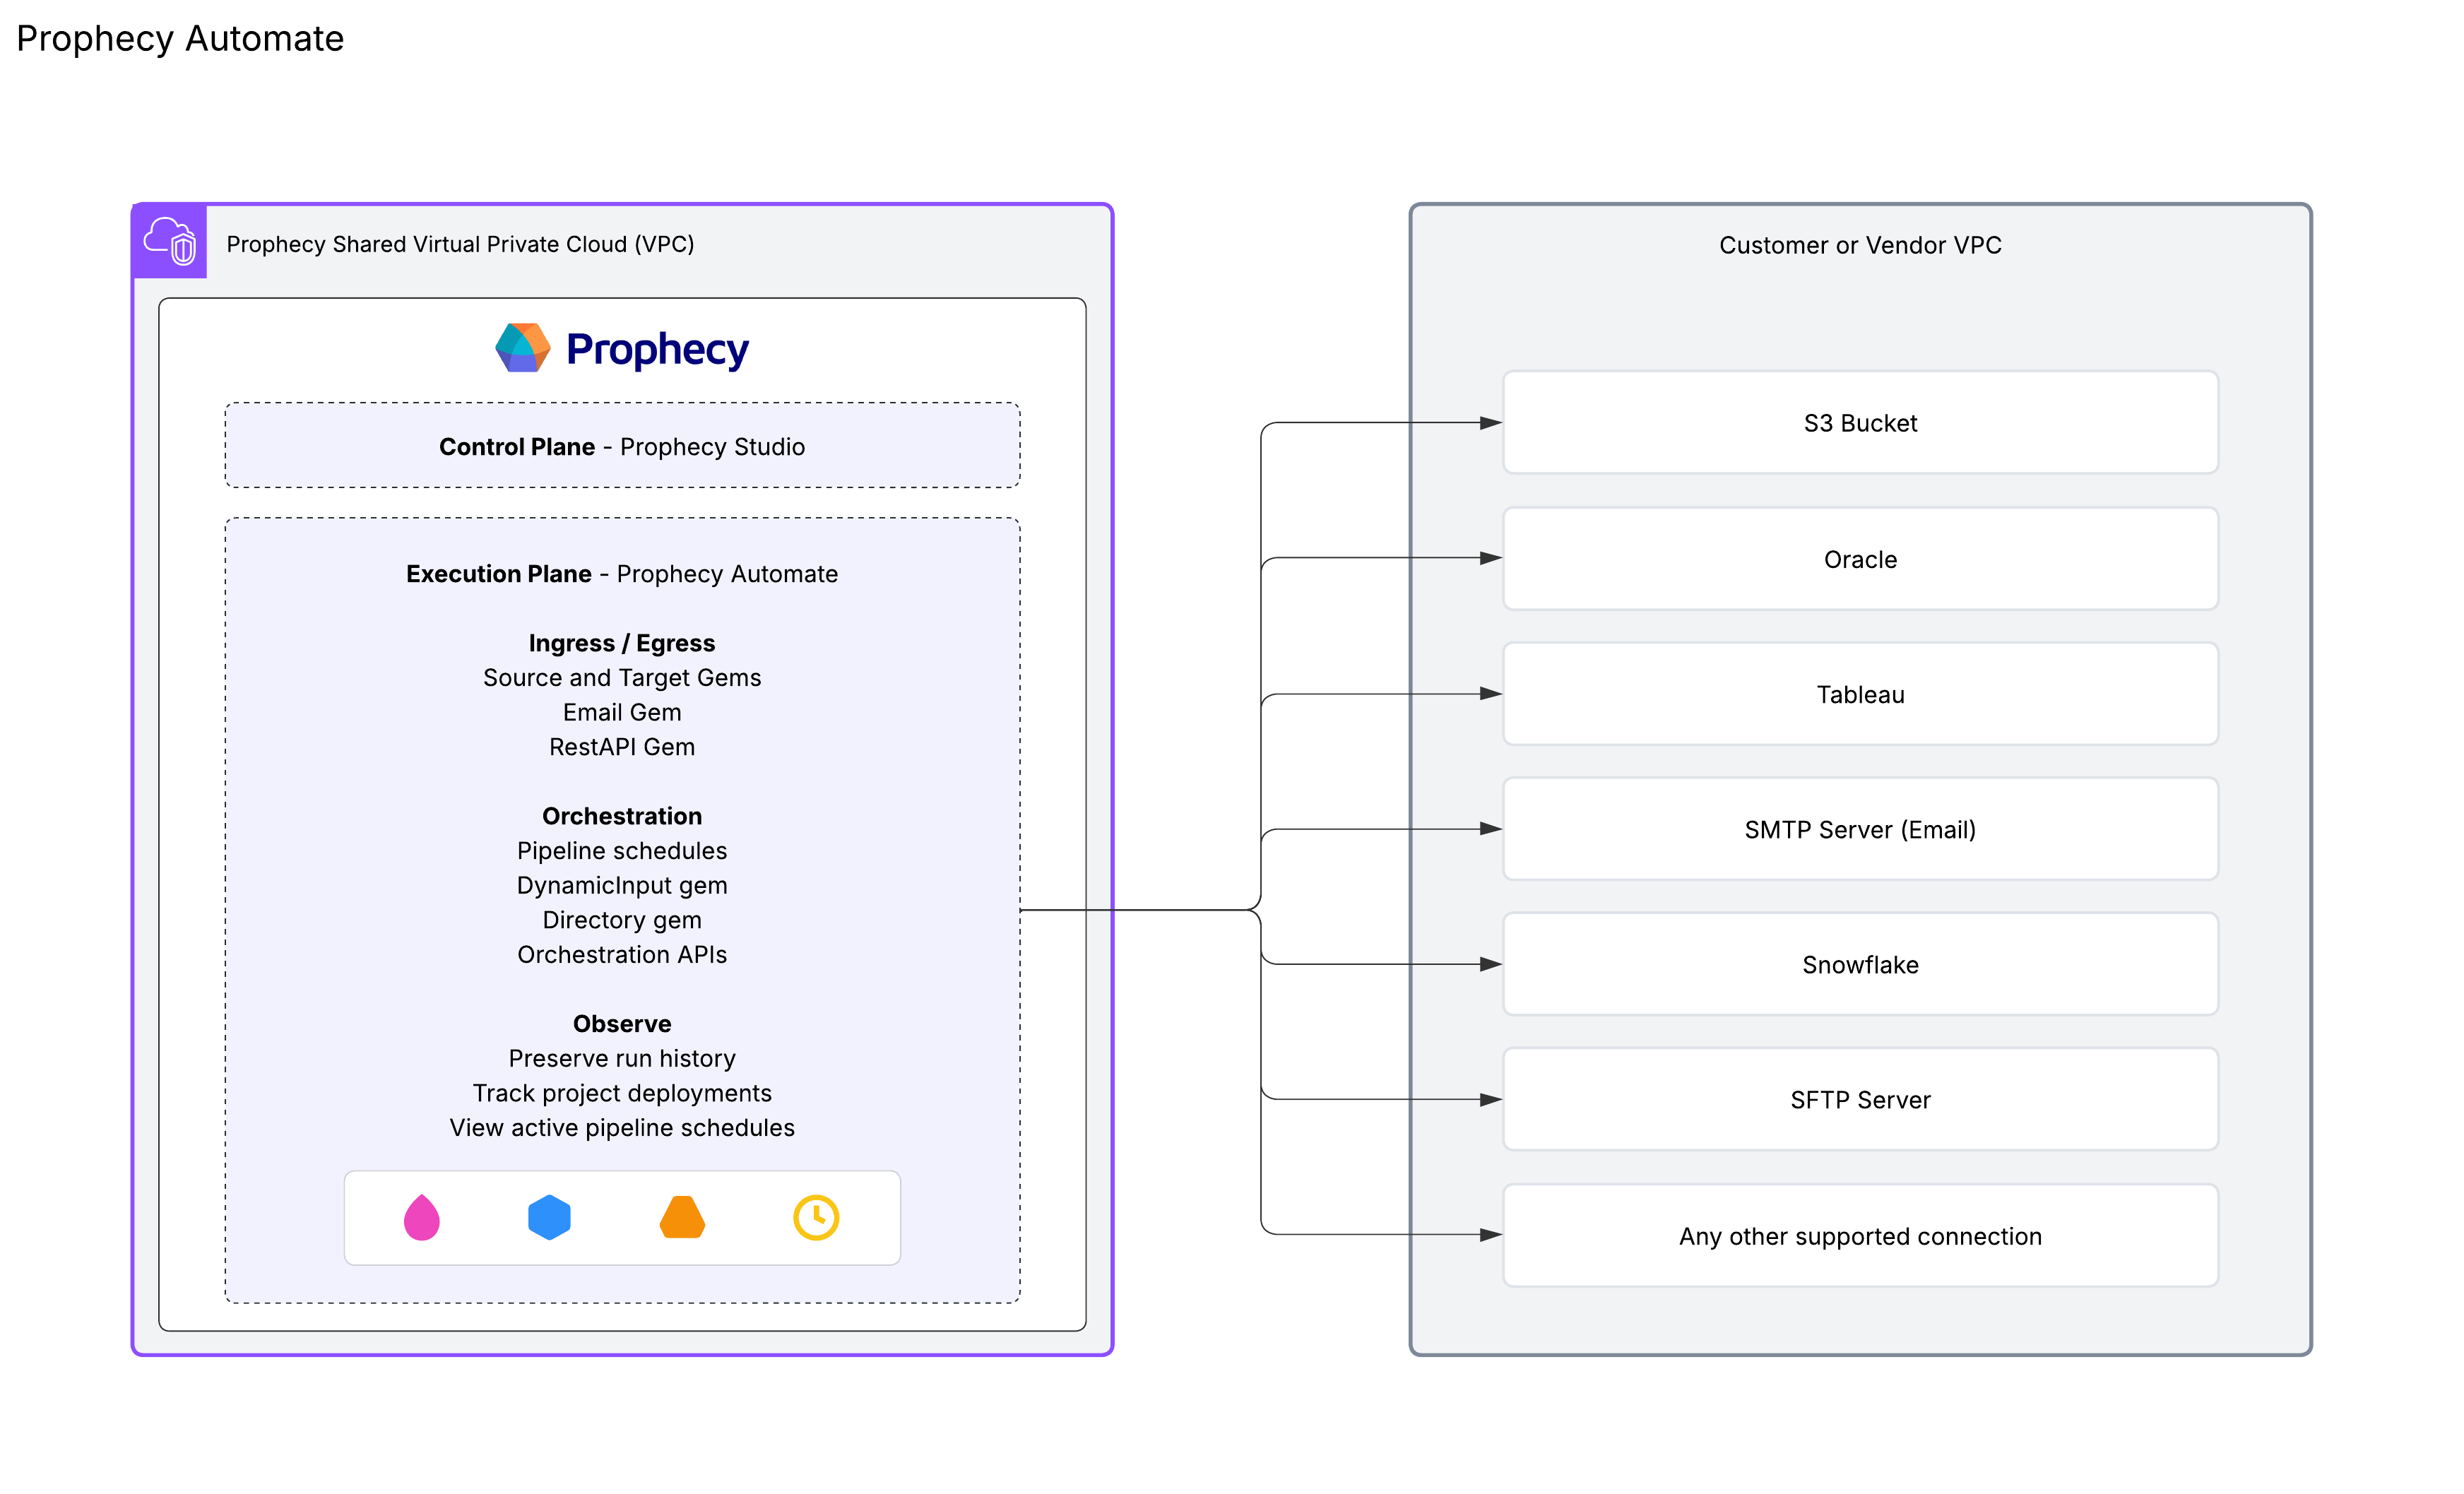 Prophecy Automate
Prophecy Shared Virtual Private Cloud (VPC)
Prophecy
Control Plane - Prophecy Studio
Execution Plane - Prophecy Automate
Ingress / Egress
Source and Target Gems
Email Gem
RestAPI Gem
Orchestration
Pipeline schedules
DynamicInput gem
Directory gem
Orchestration APIs
Observe
Preserve run history
Track project deployments
View active pipeline schedules
Customer or Vendor VPC
S3 Bucket
Oracle
Tableau
SMTP Server (Email)
Snowflake
SFTP Server
Any other supported connection